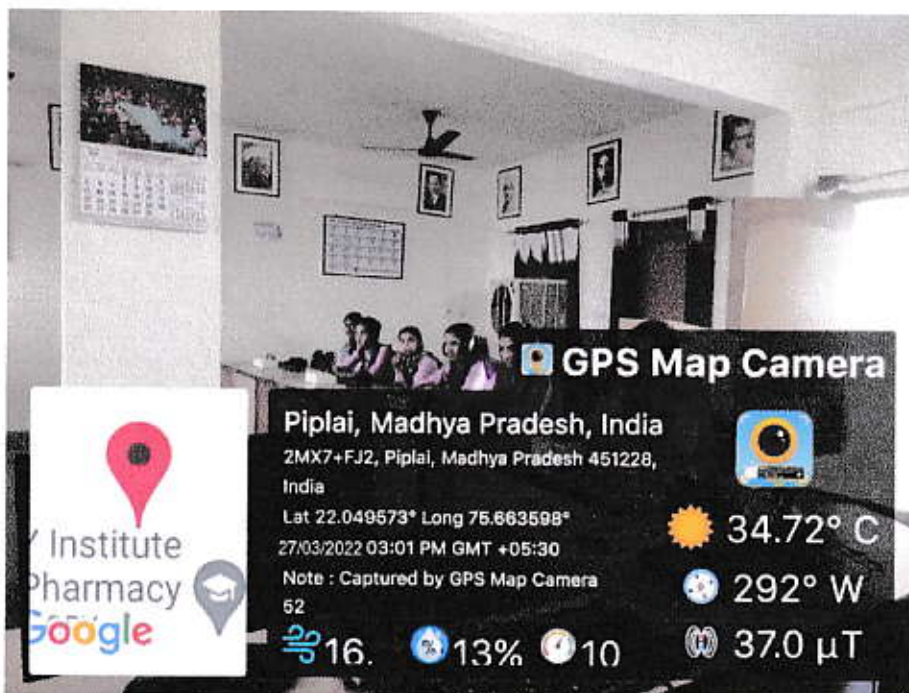 GPS Map Camera
Piplai, Madhya Pradesh, India
2MX7+FJ2, Piplai, Madhya Pradesh 451228,
India
Lat 22.049573° Long 75.663598°
27/03/2022 03:01 PM GMT +05:30
Note : Captured by GPS Map Camera
52
16.
13%
10
34.72° C
292° W
37.0 µT
Institute
Pharmacy
Google